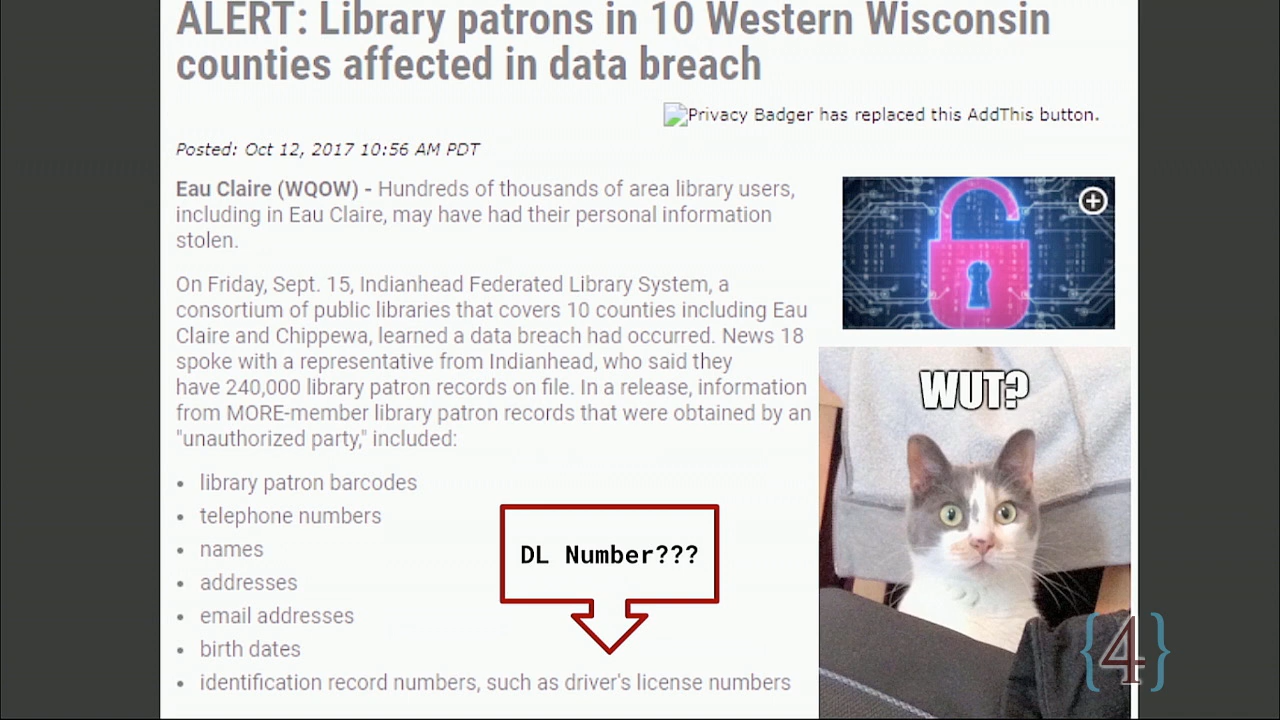 ALERT: Library patrons in 10 Western Wisconsin
counties affected in data breach
Privacy Badger has replaced this AddThis button.
Posted: Oct 12, 2017 10:56 AM PDT
Eau Claire (WQOW) - Hundreds of thousands of area library users,
including in Eau Claire, may have had their personal information
stolen.
On Friday, Sept. 15, Indianhead Federated Library System, a
consortium of public libraries that covers 10 counties including Eau
Claire and Chippewa, learned a data breach had occurred. News 18
spoke with a representative from Indianhead, who said they
have 240,000 library patron records on file. In a release, information
from MORE-member library patron records that were obtained by an
"unauthorized party," included:
• library patron barcodes
• telephone numbers
• names
• addresses
• email addresses
• birth dates
• identification record numbers, such as driver's license numbers
DL Number???
WUT?
{4}